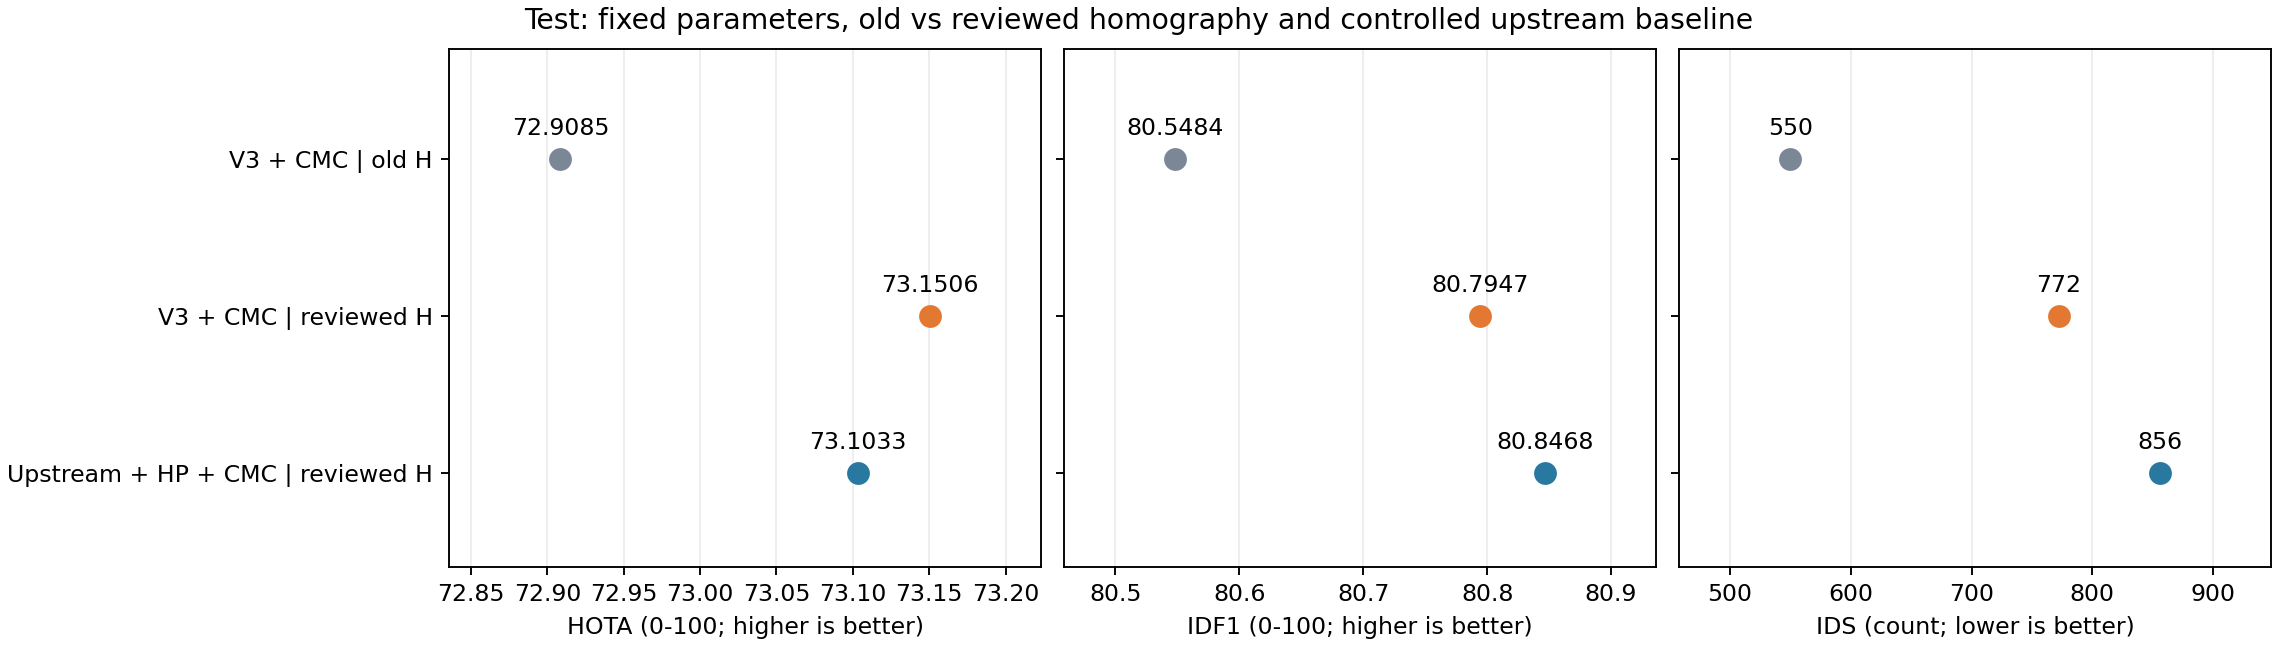 Test: fixed parameters, old vs reviewed homography and controlled upstream baseline
V3 + CMC | old H
V3 + CMC | reviewed H
Upstream + HP + CMC | reviewed H
72.9085
73.1506
73.1033
72.85 72.90 72.95 73.00 73.05 73.10 73.15 73.20
HOTA (0-100; higher is better)
80.5484
80.7947
80.8468
80.5 80.6 80.7 80.8 80.9
IDF1 (0-100; higher is better)
550
772
856
500 600 700 800 900
IDS (count; lower is better)